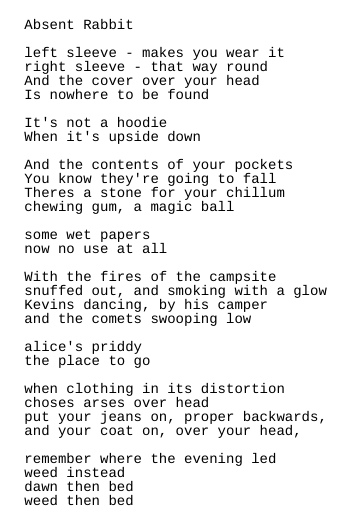 Absent Rabbit

left sleeve - makes you wear it
right sleeve - that way round
And the cover over your head
Is nowhere to be found

It's not a hoodie
When it's upside down

And the contents of your pockets
You know they're going to fall
Theres a stone for your chillum
chewing gum, a magic ball

some wet papers
now no use at all

With the fires of the campsite
snuffed out, and smoking with a glow
Kevins dancing, by his camper
and the comets swooping low

alice's priddy
the place to go

when clothing in its distortion
choses arses over head
put your jeans on, proper backwards,
and your coat on, over your head,

remember where the evening led
weed instead
dawn then bed
weed then bed